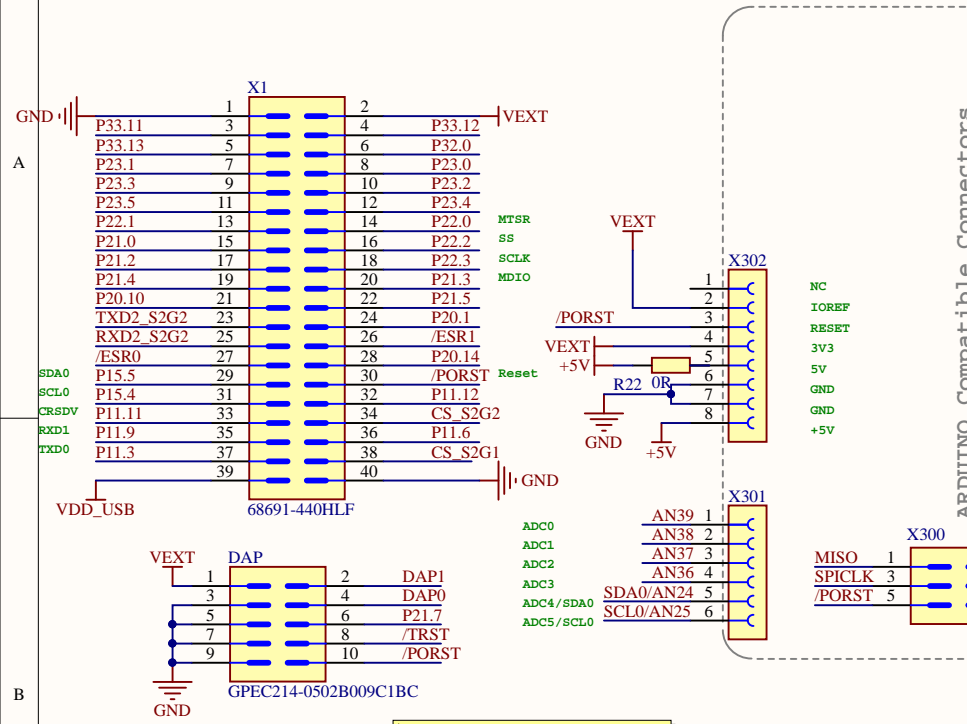 X1
GND 1 2 VEXT
P33.11 3 4 P33.12
P33.13 5 6 P32.0
A
P23.1 7 8 P23.0
P23.3 9 10 P23.2
P23.5 11 12 P23.4
P22.1 13 14 P22.0 MTSR
P21.0 15 16 P22.2 SS
P21.2 17 18 P22.3 SCLK
P21.4 19 20 P21.3 MDIO
P20.10 21 22 P21.5
TXD2_S2G2 23 24 P20.1
RXD2_S2G2 25 26 /ESR1
/ESR0 27 28 P20.14
SDA0 P15.5 29 30 /PORST Reset
SCL0 P15.4 31 32 P11.12
CRSDV P11.11 33 34 CS_S2G2
RXD1 P11.9 35 36 P11.6
TXD0 P11.3 37 38 CS_S2G1
39 40 GND
VDD_USB
68691-440HLF
VEXT
X302
1 NC
2 IOREF
/PORST 3 RESET
VEXT 4 3V3
+5V 5 5V
R22 0R
6 GND
7 GND
8 +5V
GND
+5V
ARDUINO Compatible Connectors
X301
ADC0 AN39 1
ADC1 AN38 2
ADC2 AN37 3
ADC3 AN36 4
ADC4/SDA0 SDA0/AN24 5
ADC5/SCL0 SCL0/AN25 6
X300
MISO 1
SPICLK 3
/PORST 5
VEXT
DAP
1 2 DAP1
3 4 DAP0
5 6 P21.7
7 8 /TRST
9 10 /PORST
GPEC214-0502B009C1BC
GND
B